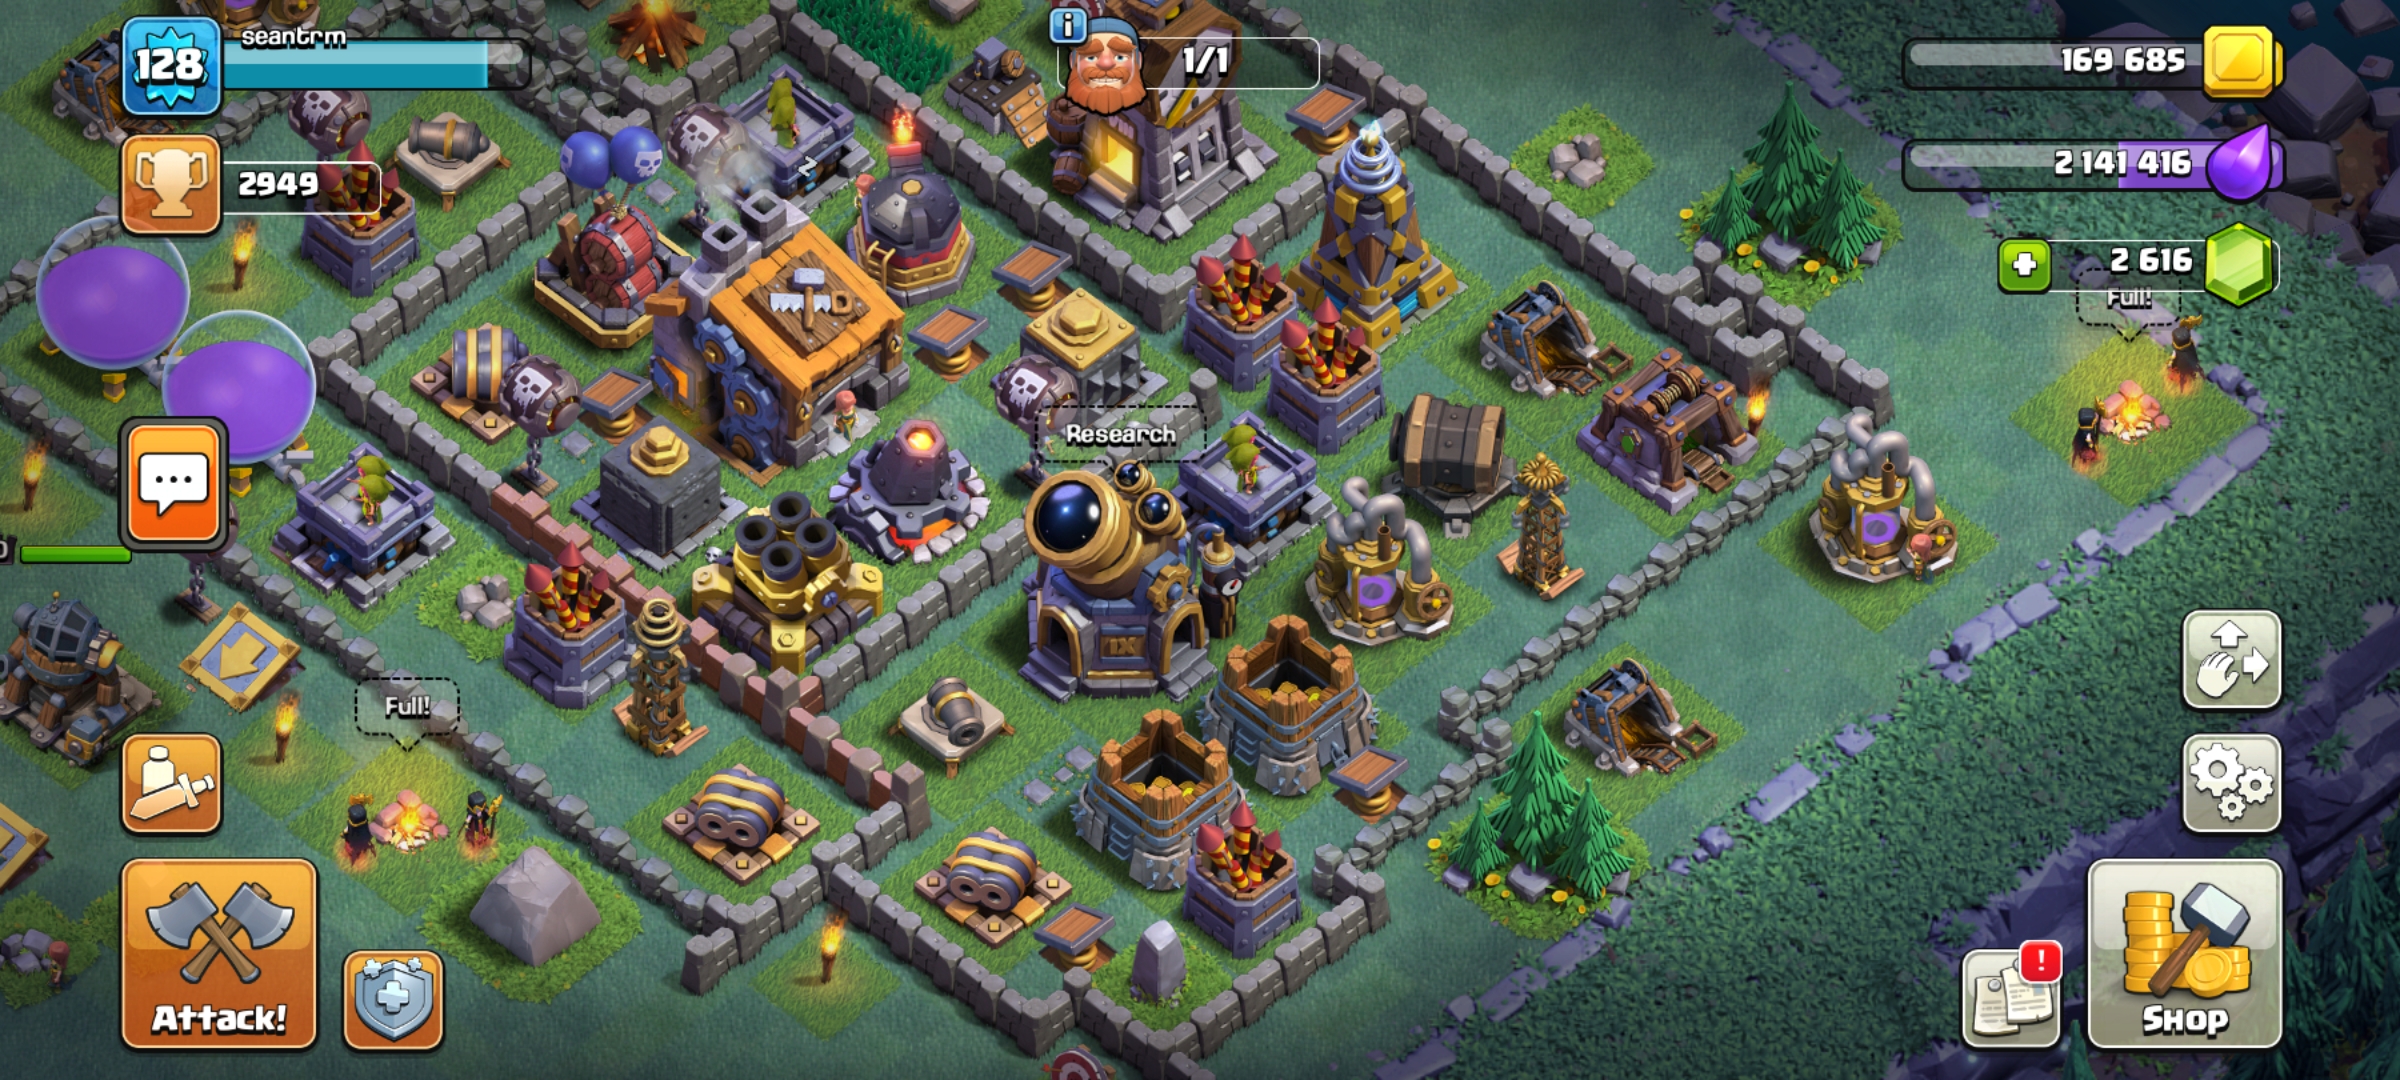 128
seantrm
i
1/1
169 685
2949
2 141 416
2 616
Full!
Research
Full!
IX
z
Attack!
!
Shop